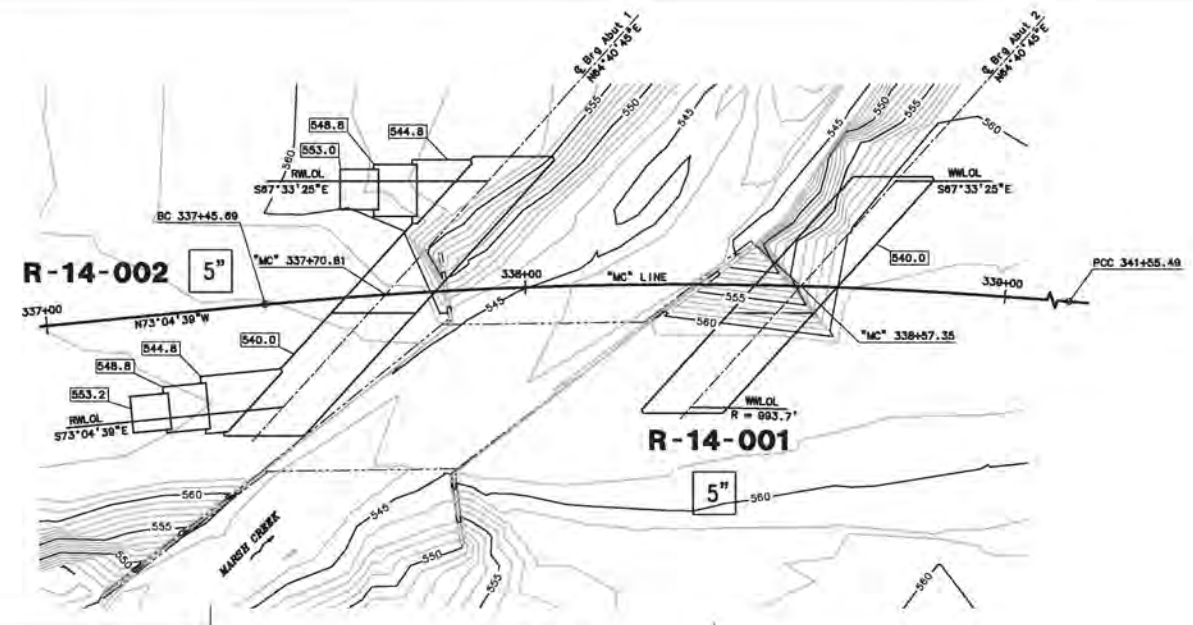 ℄ Brg Abut 1
N64°40'45"E
℄ Brg Abut 2
N64°40'45"E
555
550
545
545
550
555
560
560
548.8
544.8
553.0
RWLOL
S67°33'25"E
WWLOL
S67°33'25"E
BC 337+45.69
R-14-002
5"
"MC" 337+70.81
338+00
"MC" LINE
540.0
PCC 341+55.49
337+00
N73°04'39"W
545
555
339+00
560
"MC" 338+57.35
540.0
544.8
548.8
553.2
RWLOL
S73°04'39"E
WWLOL
R = 993.7'
R-14-001
5"
560
560
555
550
545
MARSH CREEK
550
555
560